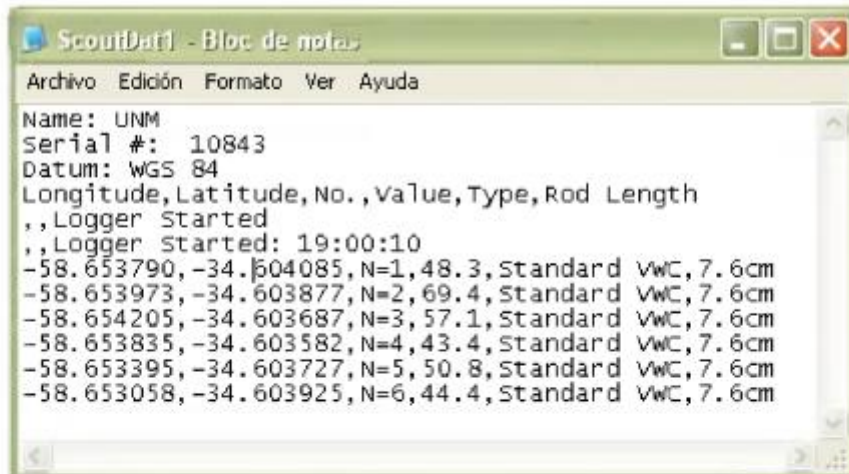 ScoutDat1 - Bloc de notas
Archivo Edición Formato Ver Ayuda
Name: UNM
Serial #:  10843
Datum: WGS 84
Longitude,Latitude,No.,Value,Type,Rod Length
,,Logger Started
,,Logger Started: 19:00:10
-58.653790,-34.604085,N=1,48.3,Standard VWC,7.6cm
-58.653973,-34.603877,N=2,69.4,Standard VWC,7.6cm
-58.654205,-34.603687,N=3,57.1,Standard VWC,7.6cm
-58.653835,-34.603582,N=4,43.4,Standard VWC,7.6cm
-58.653395,-34.603727,N=5,50.8,Standard VWC,7.6cm
-58.653058,-34.603925,N=6,44.4,Standard VWC,7.6cm